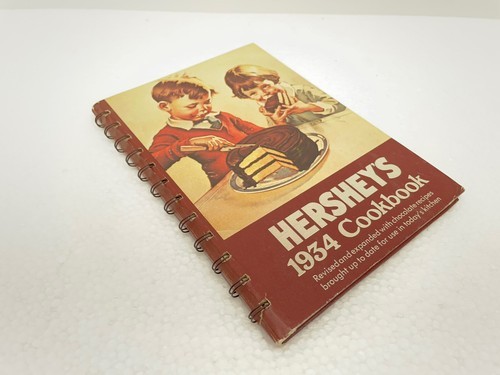 HERSHEY'S
1934 Cookbook
Revised and expanded with chocolate recipes
brought up to date for use in today's kitchen